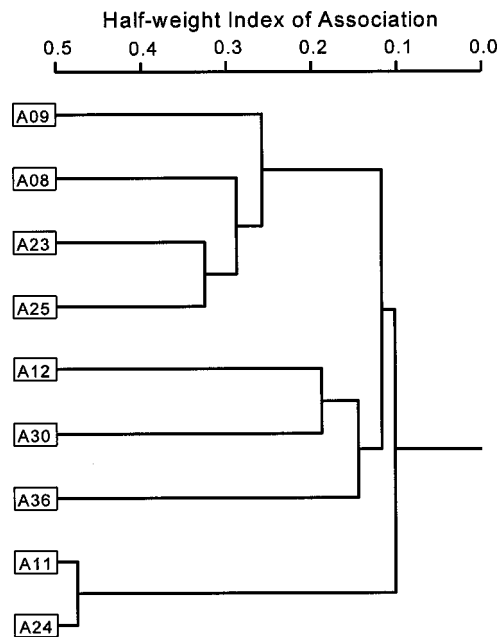 Half-weight Index of Association
0.5 0.4 0.3 0.2 0.1 0.0
A09
A08
A23
A25
A12
A30
A36
A11
A24